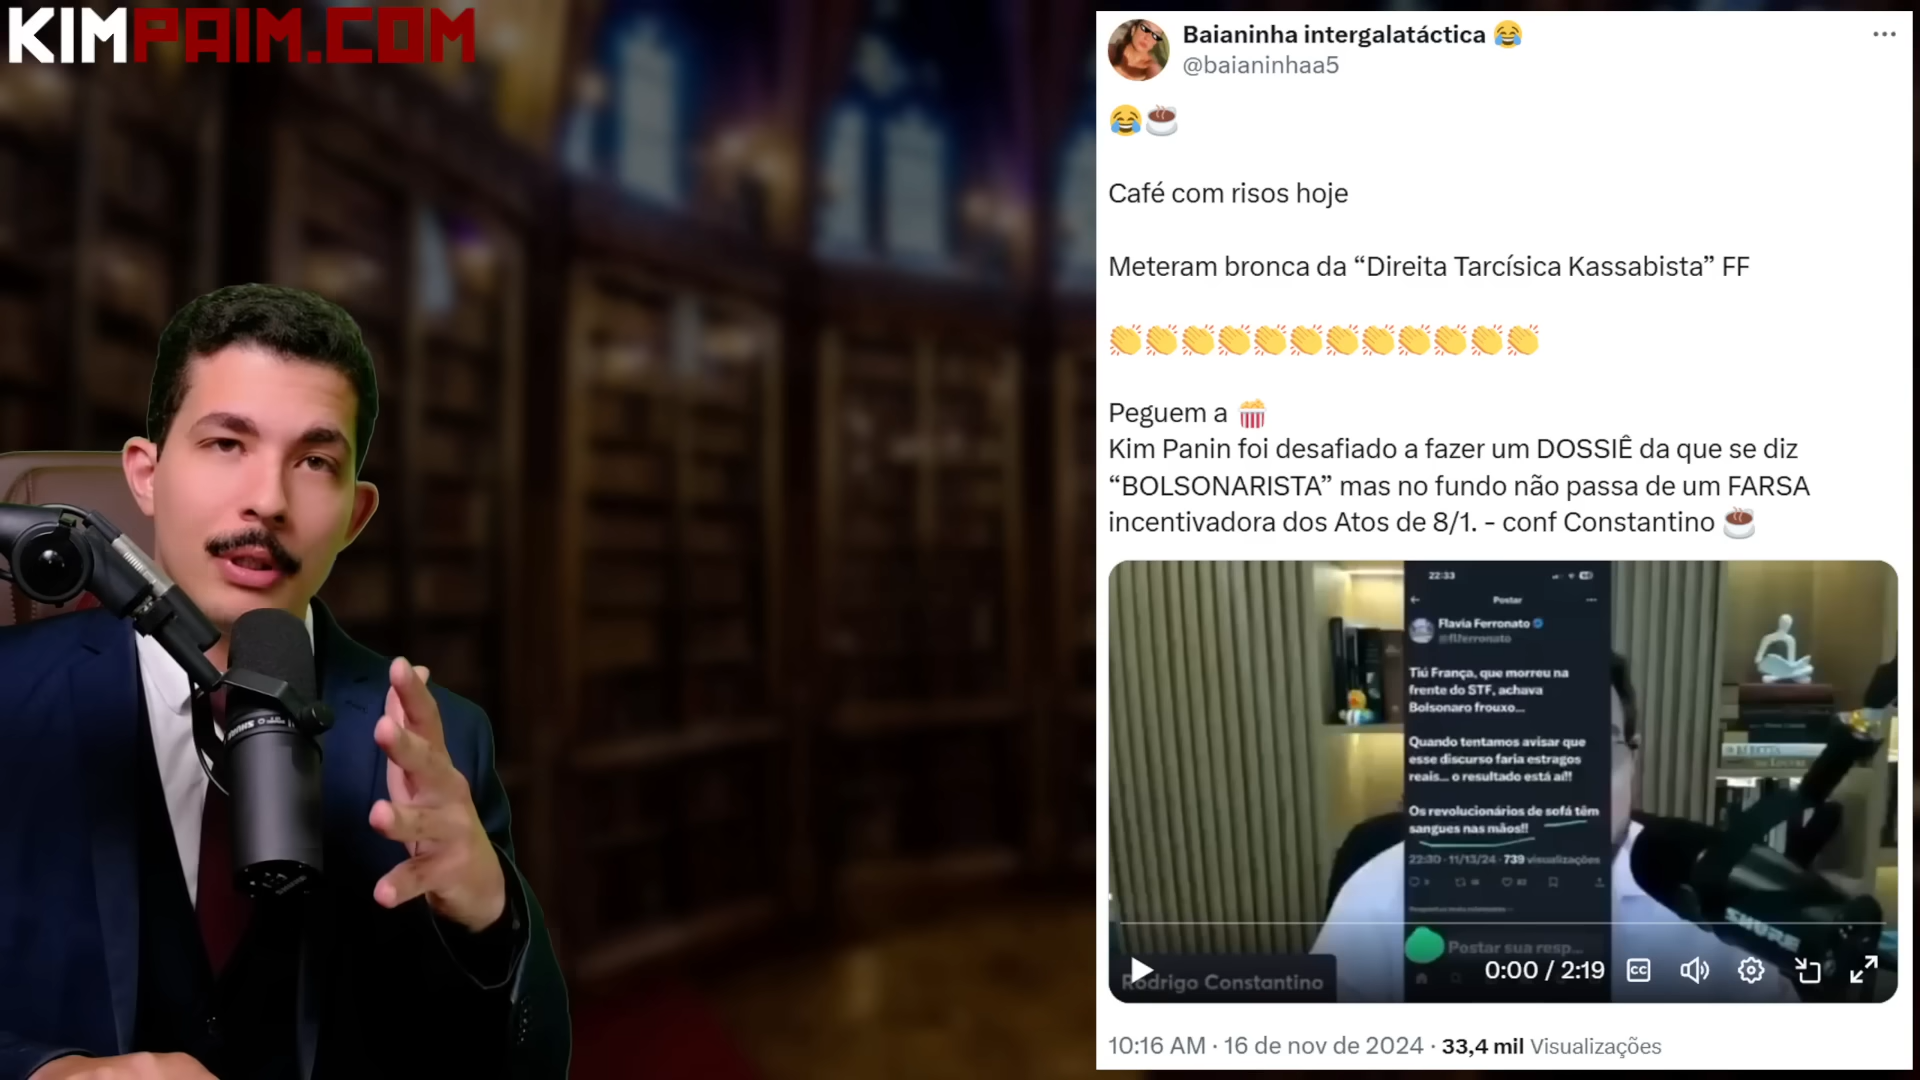 KIMPAIM.COM
Baianinha intergalatáctica 😂
@baianinhaa5
😂☕
Café com risos hoje
Meteram bronca da “Direita Tarcísica Kassabista” FF
👏👏👏👏👏👏👏👏👏👏👏👏
Peguem a 🍿
Kim Panin foi desafiado a fazer um DOSSIÊ da que se diz
“BOLSONARISTA” mas no fundo não passa de um FARSA
incentivadora dos Atos de 8/1. - conf Constantino ☕
22:33
Postar
Flavia Ferronato
@flferronato
Tiú França, que morreu na
frente do STF, achava
Bolsonaro frouxo...
Quando tentamos avisar que
esse discurso faria estragos
reais... o resultado está aí!!
Os revolucionários de sofá têm
sangues nas mãos!!
22:30 · 11/13/24 · 739 visualizações
Postar sua resp...
SHURE
Rodrigo Constantino
0:00 / 2:19
CC
10:16 AM · 16 de nov de 2024 · 33,4 mil Visualizações